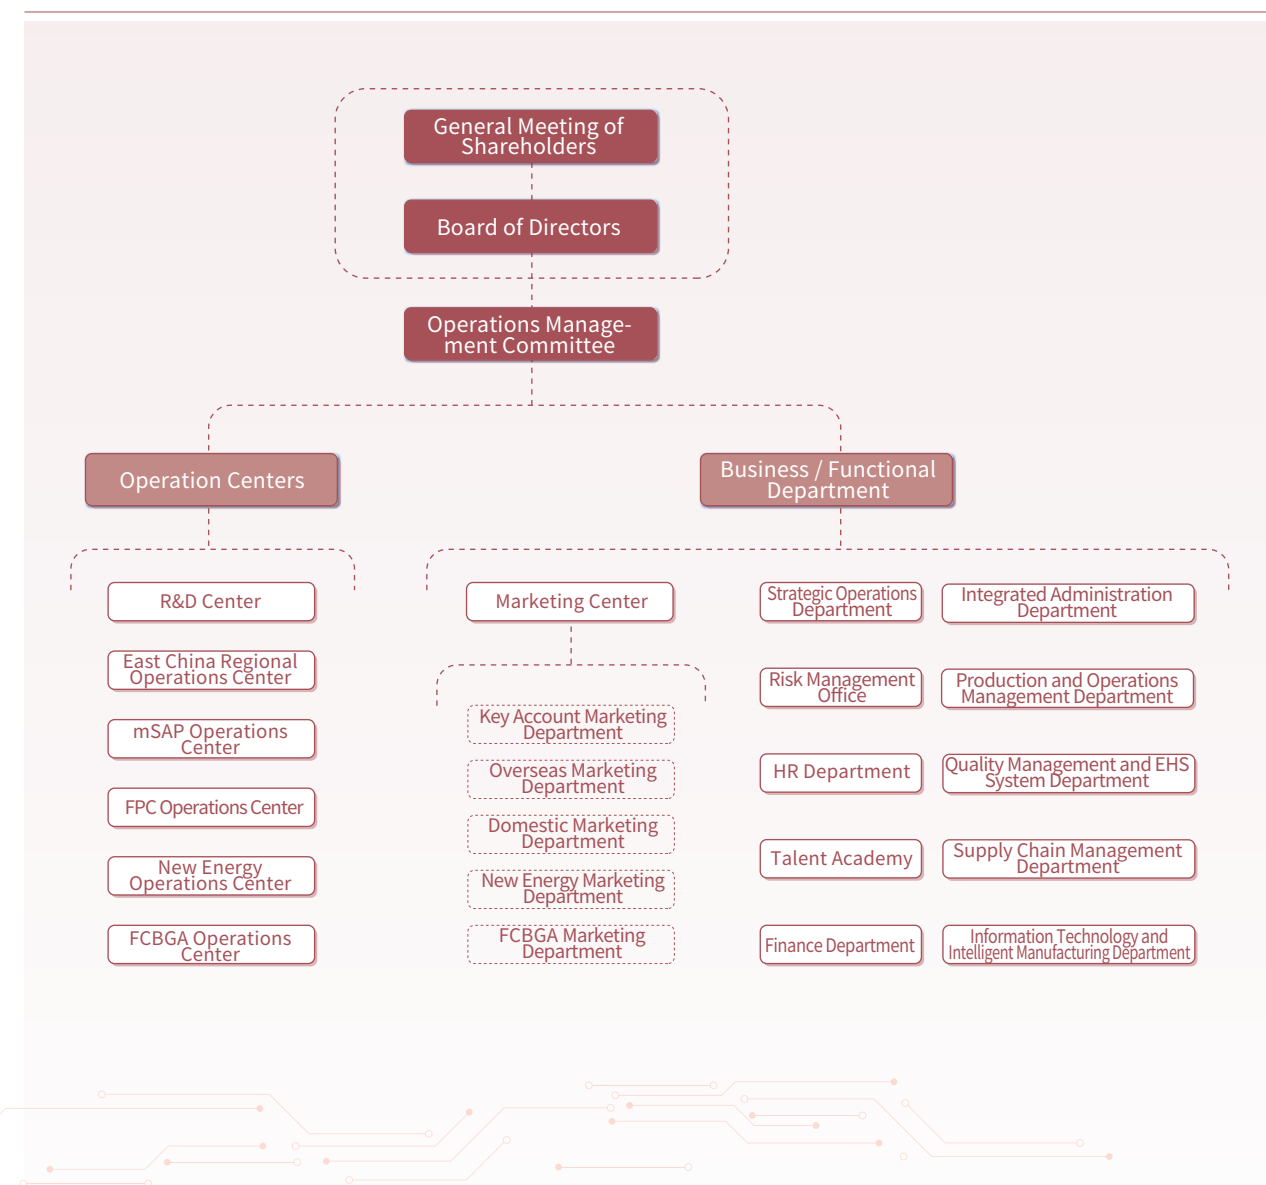 General Meeting of
Shareholders
Board of Directors
Operations Manage-
ment Committee
Operation Centers
Business / Functional
Department
R&D Center
East China Regional
Operations Center
mSAP Operations
Center
FPC Operations Center
New Energy
Operations Center
FCBGA Operations
Center
Marketing Center
Key Account Marketing
Department
Overseas Marketing
Department
Domestic Marketing
Department
New Energy Marketing
Department
FCBGA Marketing
Department
Strategic Operations
Department
Risk Management
Office
HR Department
Talent Academy
Finance Department
Integrated Administration
Department
Production and Operations
Management Department
Quality Management and EHS
System Department
Supply Chain Management
Department
Information Technology and
Intelligent Manufacturing Department